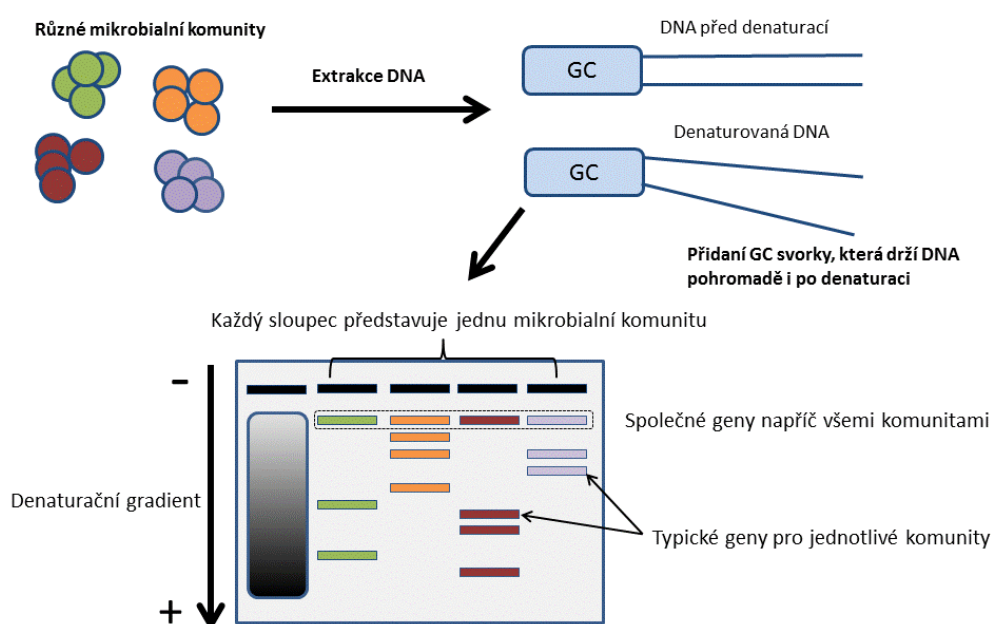 Různé mikrobialní komunity
Extrakce DNA
DNA před denaturací
GC
Denaturovaná DNA
GC
Přidaní GC svorky, která drží DNA
pohromadě i po denaturaci
Každý sloupec představuje jednu mikrobialní komunitu
-
Společné geny napříč všemi komunitami
Denaturační gradient
Typické geny pro jednotlivé komunity
+